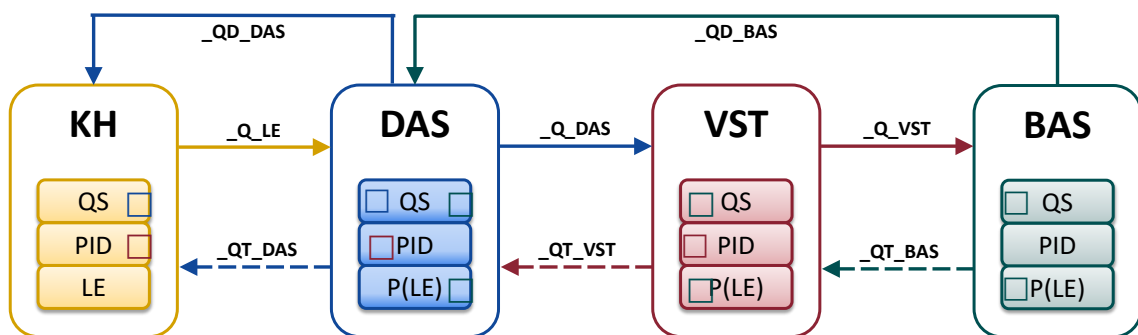 _QD_DAS
_QD_BAS
KH
_Q_LE
DAS
_Q_DAS
VST
_Q_VST
BAS
QS
QS
QS
QS
PID
_QT_DAS
PID
_QT_VST
PID
_QT_BAS
PID
LE
P(LE)
P(LE)
P(LE)